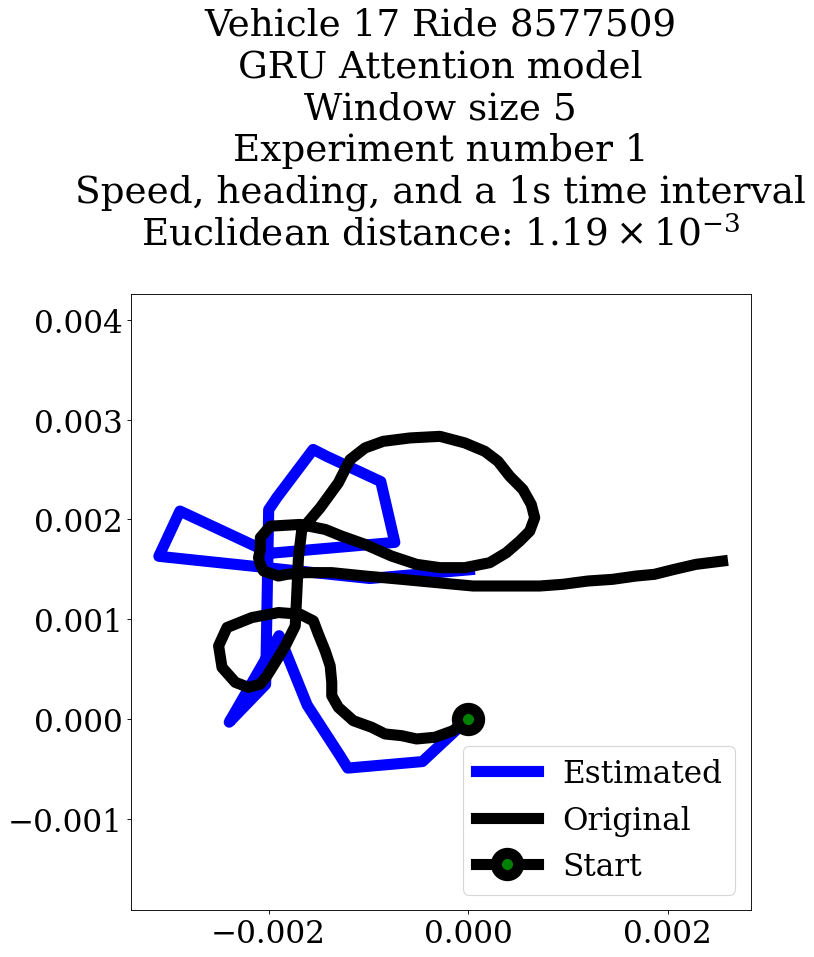 Vehicle 17 Ride 8577509
GRU Attention model
Window size 5
Experiment number 1
Speed, heading, and a 1s time interval
Euclidean distance: 1.19 × 10⁻³
0.004
0.003
0.002
0.001
0.000
−0.001
−0.002
0.000
0.002
Estimated
Original
Start